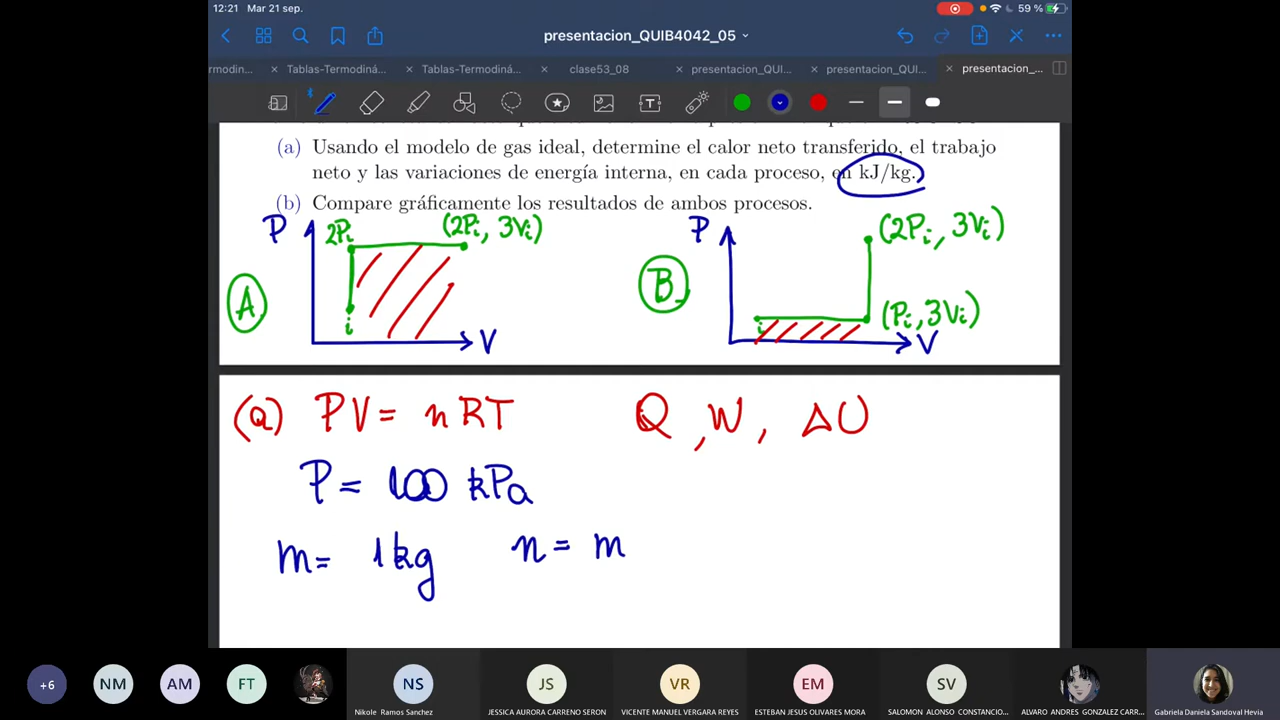 12:21 Mar 21 sep. 59 %
presentacion_QUIB4042_05
rmodin... Tablas-Termodiná... Tablas-Termodiná... clase53_08 presentacion_QUI... presentacion_QUI... presentacion_...
(a) Usando el modelo de gas ideal, determine el calor neto transferido, el trabajo
neto y las variaciones de energía interna, en cada proceso, en kJ/kg.
(b) Compare gráficamente los resultados de ambos procesos.
P 2Pi (2Pi, 3Vi) P (2Pi, 3Vi)
A B
i i (Pi, 3Vi)
V V
(a) PV = nRT Q, W, ΔU
P = 100 kPa
m = 1kg n = m
+6 NM AM FT NS JS VR EM SV
Nikole Ramos Sanchez JESSICA AURORA CARRENO SERON VICENTE MANUEL VERGARA REYES ESTEBAN JESUS OLIVARES MORA SALOMON ALONSO CONSTANCIO... ALVARO ANDRES GONZALEZ CARR... Gabriela Daniela Sandoval Hevia